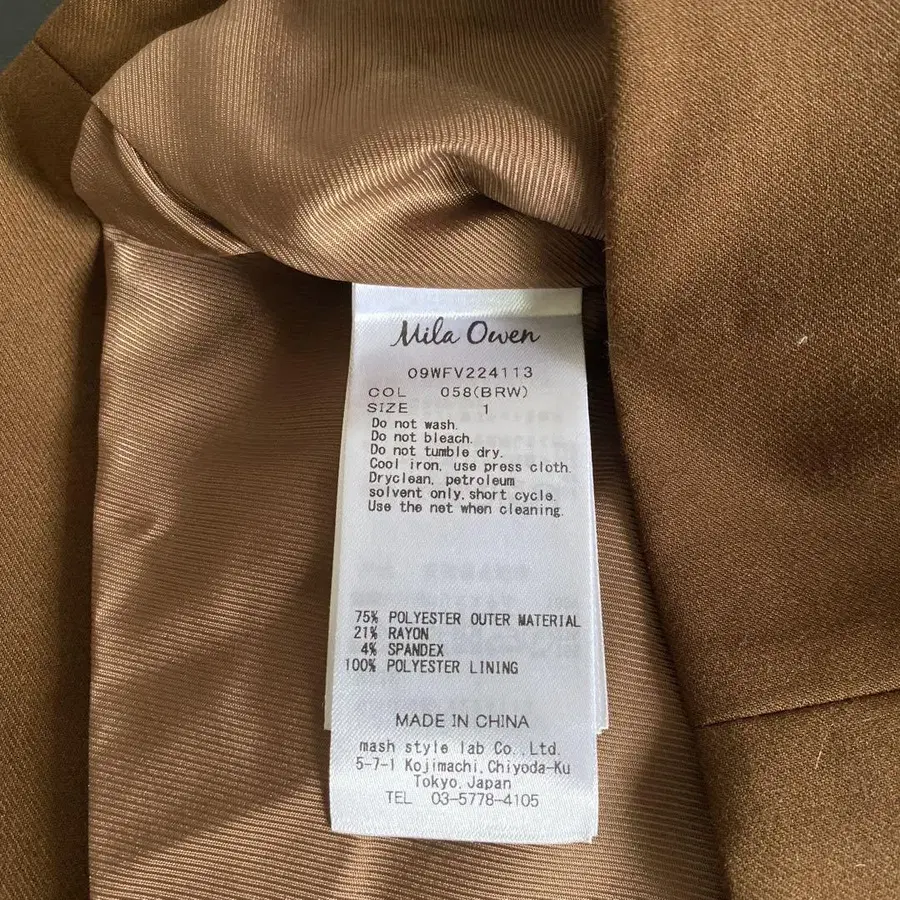 Mila Owen
09WFV224113
COL 058(BRW)
SIZE 1
Do not wash.
Do not bleach.
Do not tumble dry.
Cool iron, use press cloth.
Dryclean, petroleum
solvent only, short cycle.
Use the net when cleaning.
75% POLYESTER OUTER MATERIAL
21% RAYON
4% SPANDEX
100% POLYESTER LINING
MADE IN CHINA
mash style lab Co., Ltd.
5-7-1 Kojimachi, Chiyoda-Ku
Tokyo, Japan
TEL 03-5778-4105